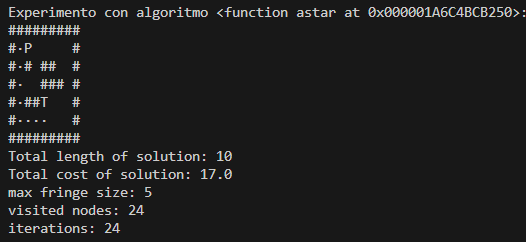 Experimento con algoritmo <function astar at 0x000001A6C4BCB250>:
#########
#·P     #
#·# ##  #
#·  ### #
#·##T   #
#····   #
#########
Total length of solution: 10
Total cost of solution: 17.0
max fringe size: 5
visited nodes: 24
iterations: 24